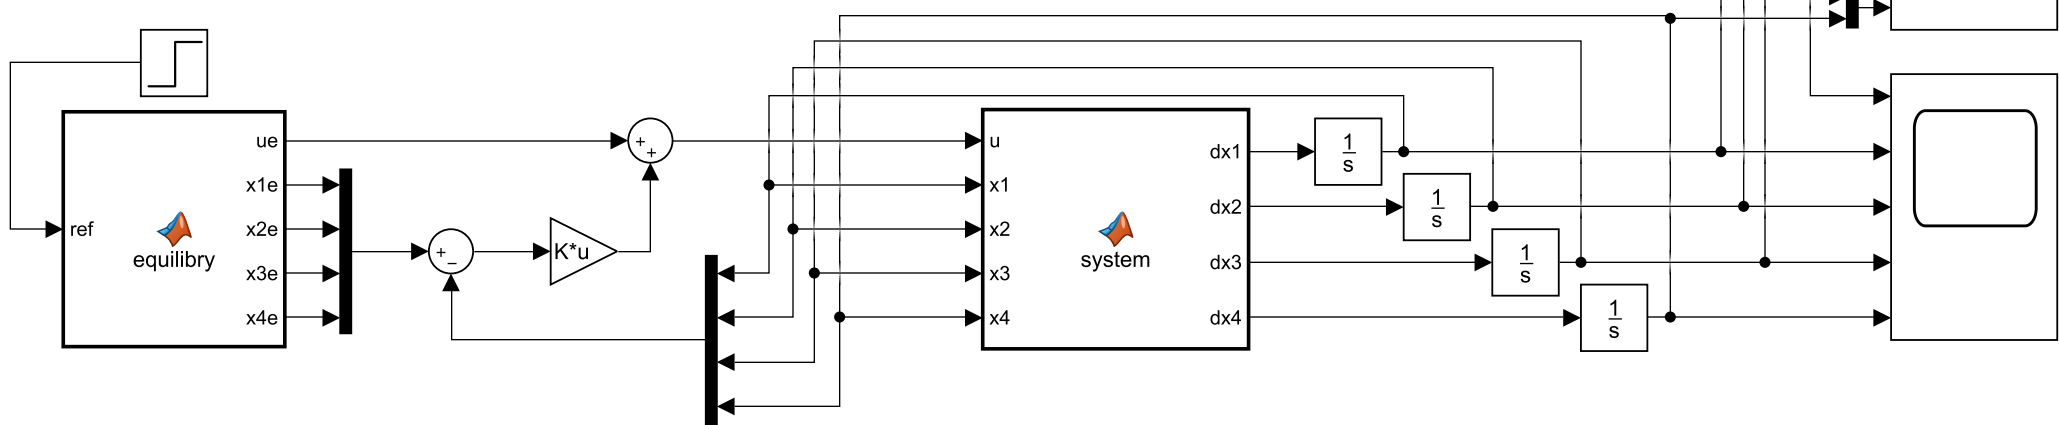 ue
x1e
x2e
x3e
x4e
ref
equilibry
+
+
+
−
K*u
u
x1
x2
x3
x4
system
dx1
dx2
dx3
dx4
1
s
1
s
1
s
1
s